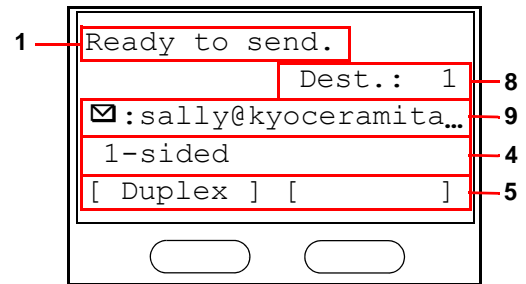 1 Ready to send.
Dest.: 1 8
:sally@kyoceramita… 9
1-sided 4
[ Duplex ] [ ] 5